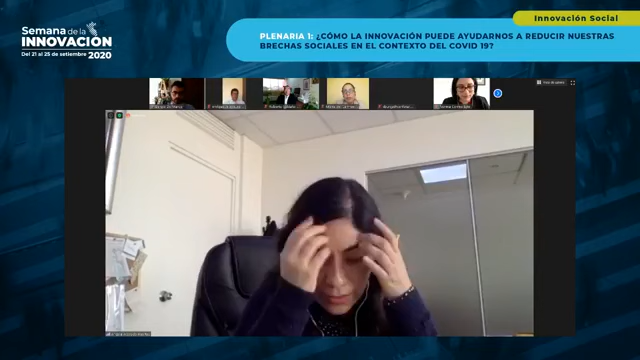 Semana de la
INNOVACIÓN
Del 21 al 25 de setiembre 2020
Innovación Social
PLENARIA 1: ¿CÓMO LA INNOVACIÓN PUEDE AYUDARNOS A REDUCIR NUESTRAS
BRECHAS SOCIALES EN EL CONTEXTO DEL COVID 19?